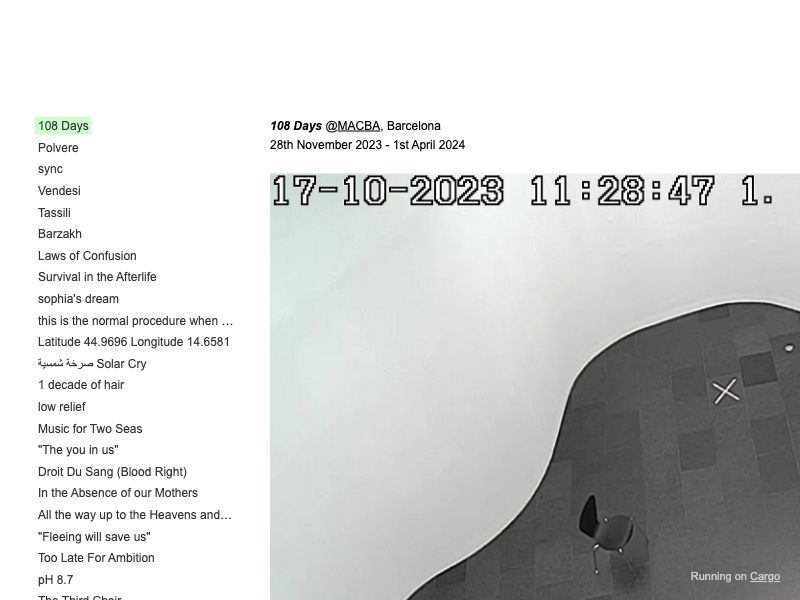 108 Days
Polvere
sync
Vendesi
Tassili
Barzakh
Laws of Confusion
Survival in the Afterlife
sophia's dream
this is the normal procedure when ...
Latitude 44.9696 Longitude 14.6581
صرخة شمسية Solar Cry
1 decade of hair
low relief
Music for Two Seas
"The you in us"
Droit Du Sang (Blood Right)
In the Absence of our Mothers
All the way up to the Heavens and...
"Fleeing will save us"
Too Late For Ambition
pH 8.7
The Third Choir
108 Days @MACBA, Barcelona
28th November 2023 - 1st April 2024
17-10-2023 11:28:47 1.
Running on Cargo